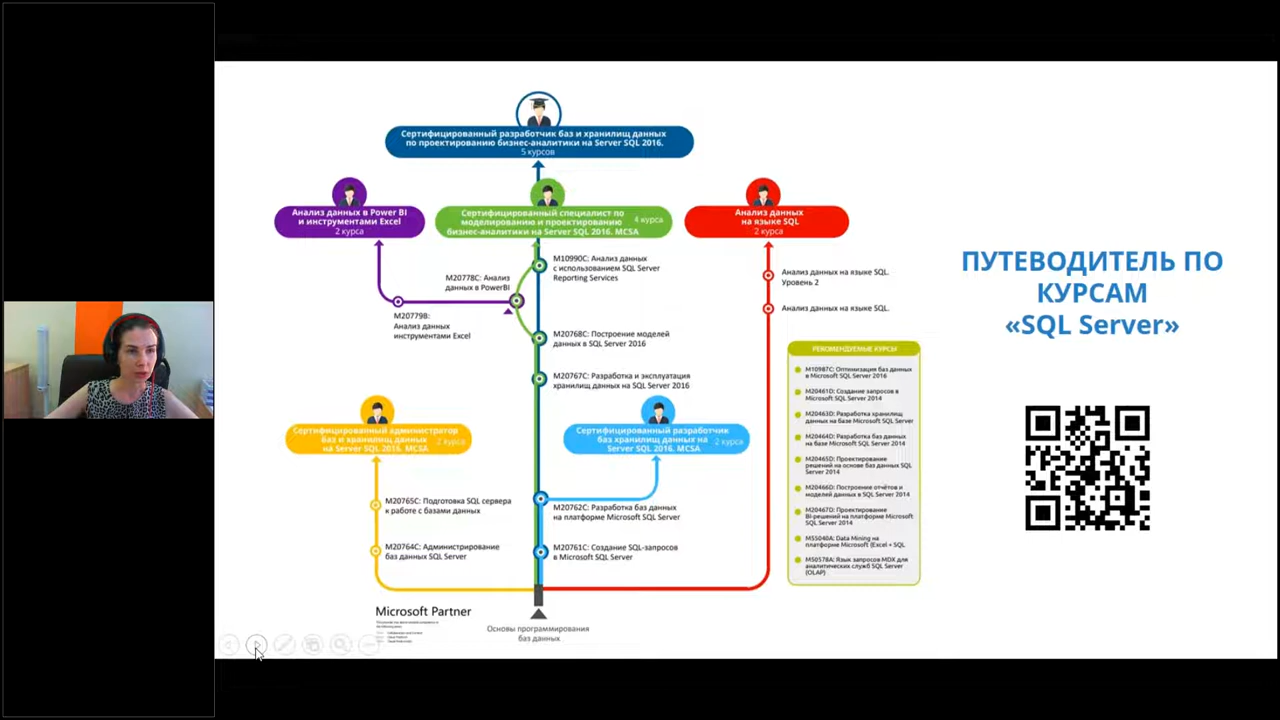 Сертифицированный разработчик баз и хранилищ данных
по проектированию бизнес-аналитики на Server SQL 2016.
5 курсов
Анализ данных в Power BI
и инструментами Excel
2 курса
Сертифицированный специалист по
моделированию и проектированию
бизнес-аналитики на Server SQL 2016. MCSA
4 курса
Анализ данных
на языке SQL
2 курса
M10990C: Анализ данных
с использованием SQL Server
Reporting Services
M20778C: Анализ
данных в PowerBI
M20779B:
Анализ данных
инструментами Excel
M20768C: Построение моделей
данных в SQL Server 2016
M20767C: Разработка и эксплуатация
хранилищ данных на SQL Server 2016
Анализ данных на языке SQL.
Уровень 2
Анализ данных на языке SQL.
ПУТЕВОДИТЕЛЬ ПО
КУРСАМ
«SQL Server»
Сертифицированный администратор
баз и хранилищ данных
на Server SQL 2016. MCSA
2 курса
Сертифицированный разработчик
баз хранилищ данных на
Server SQL 2016. MCSA
2 курса
M20765C: Подготовка SQL сервера
к работе с базами данных
M20764C: Администрирование
баз данных SQL Server
M20762C: Разработка баз данных
на платформе Microsoft SQL Server
M20761C: Создание SQL-запросов
в Microsoft SQL Server
РЕКОМЕНДУЕМЫЕ КУРСЫ
M10987C: Оптимизация баз данных
в Microsoft SQL Server 2016
M20461D: Создание запросов в
Microsoft SQL Server 2014
M20463D: Разработка хранилищ
данных на базе Microsoft SQL Server
M20464D: Разработка баз данных
на базе Microsoft SQL Server 2014
M20465D: Проектирование
решений на основе баз данных SQL
Server 2014
M20466D: Построение отчётов и
моделей данных в SQL Server 2014
M20467D: Проектирование
BI-решений на платформе Microsoft
SQL Server 2014
M55040A: Data Mining на
платформе Microsoft (Excel + SQL
M50578A: Язык запросов MDX для
аналитических служб SQL Server
(OLAP)
Microsoft Partner
Основы программирования
баз данных